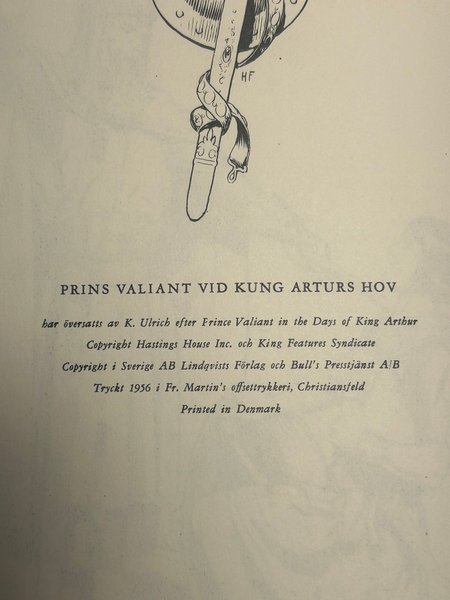 HF
PRINS VALIANT VID KUNG ARTURS HOV
har översatts av K. Ulrich efter Prince Valiant in the Days of King Arthur
Copyright Hastings House Inc. och King Features Syndicate
Copyright i Sverige AB Lindqvists Förlag och Bull's Presstjänst A/B
Tryckt 1956 i Fr. Martin's offsettrykkeri, Christiansfeld
Printed in Denmark